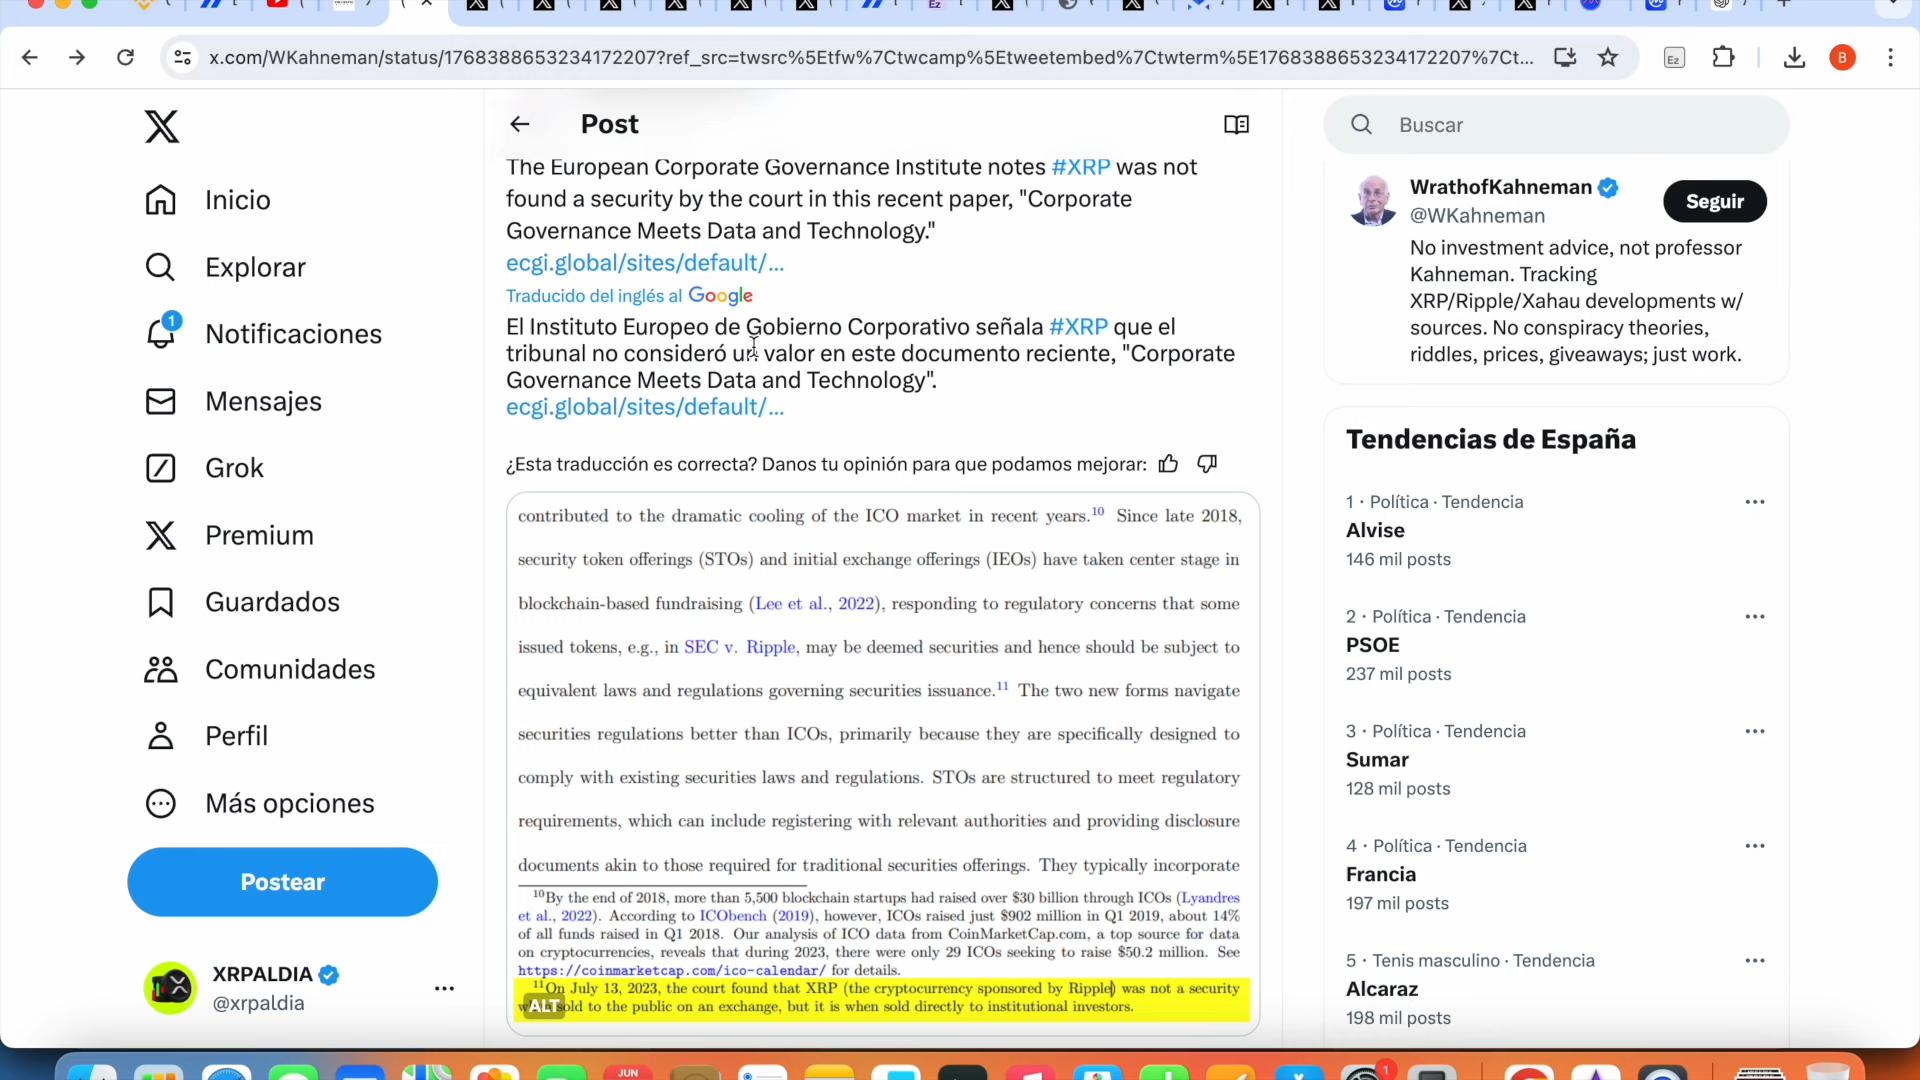 x.com/WKahneman/status/1768388653234172207?ref_src=twsrc%5Etfw%7Ctwcamp%5Etweetembed%7Ctwterm%5E1768388653234172207%7Ct...
Ez
B
Inicio
Explorar
1
Notificaciones
Mensajes
Grok
Premium
Guardados
Comunidades
Perfil
Más opciones
Postear
XRPALDIA
@xrpaldia
Post
The European Corporate Governance Institute notes #XRP was not
found a security by the court in this recent paper, "Corporate
Governance Meets Data and Technology."
ecgi.global/sites/default/...
Traducido del inglés al Google
El Instituto Europeo de Gobierno Corporativo señala #XRP que el
tribunal no consideró un valor en este documento reciente, "Corporate
Governance Meets Data and Technology".
ecgi.global/sites/default/...
¿Esta traducción es correcta? Danos tu opinión para que podamos mejorar:
contributed to the dramatic cooling of the ICO market in recent years.10 Since late 2018,
security token offerings (STOs) and initial exchange offerings (IEOs) have taken center stage in
blockchain-based fundraising (Lee et al., 2022), responding to regulatory concerns that some
issued tokens, e.g., in SEC v. Ripple, may be deemed securities and hence should be subject to
equivalent laws and regulations governing securities issuance.11 The two new forms navigate
securities regulations better than ICOs, primarily because they are specifically designed to
comply with existing securities laws and regulations. STOs are structured to meet regulatory
requirements, which can include registering with relevant authorities and providing disclosure
documents akin to those required for traditional securities offerings. They typically incorporate
10By the end of 2018, more than 5,500 blockchain startups had raised over $30 billion through ICOs (Lyandres
et al., 2022). According to ICObench (2019), however, ICOs raised just $902 million in Q1 2019, about 14%
of all funds raised in Q1 2018. Our analysis of ICO data from CoinMarketCap.com, a top source for data
on cryptocurrencies, reveals that during 2023, there were only 29 ICOs seeking to raise $50.2 million. See
https://coinmarketcap.com/ico-calendar/ for details.
11On July 13, 2023, the court found that XRP (the cryptocurrency sponsored by Ripple) was not a security
sold to the public on an exchange, but it is when sold directly to institutional investors.
ALT
Buscar
WrathofKahneman
@WKahneman
Seguir
No investment advice, not professor
Kahneman. Tracking
XRP/Ripple/Xahau developments w/
sources. No conspiracy theories,
riddles, prices, giveaways; just work.
Tendencias de España
1 · Política · Tendencia
Alvise
146 mil posts
2 · Política · Tendencia
PSOE
237 mil posts
3 · Política · Tendencia
Sumar
128 mil posts
4 · Política · Tendencia
Francia
197 mil posts
5 · Tenis masculino · Tendencia
Alcaraz
198 mil posts
JUN
1